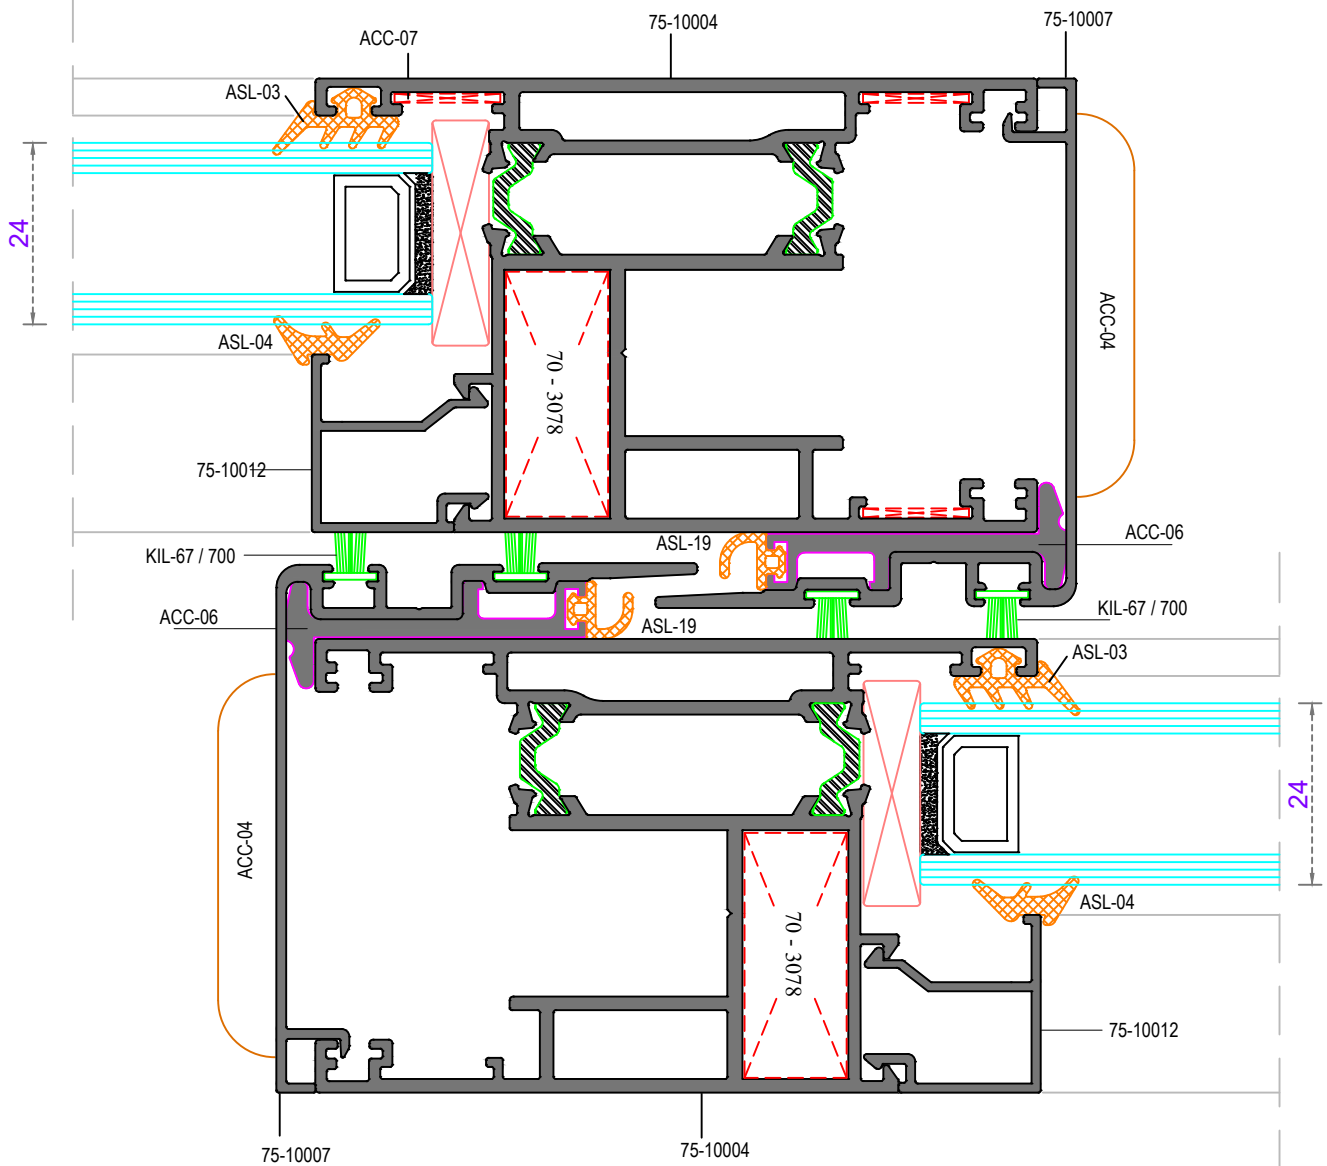 75-10004
75-10007
ACC-07
ASL-03
24
ACC-04
ASL-04
70 - 3078
75-10012
KIL-67 / 700
ASL-19
ACC-06
ACC-06
ASL-19
KIL-67 / 700
ASL-03
24
ACC-04
ASL-04
70 - 3078
75-10012
75-10007
75-10004